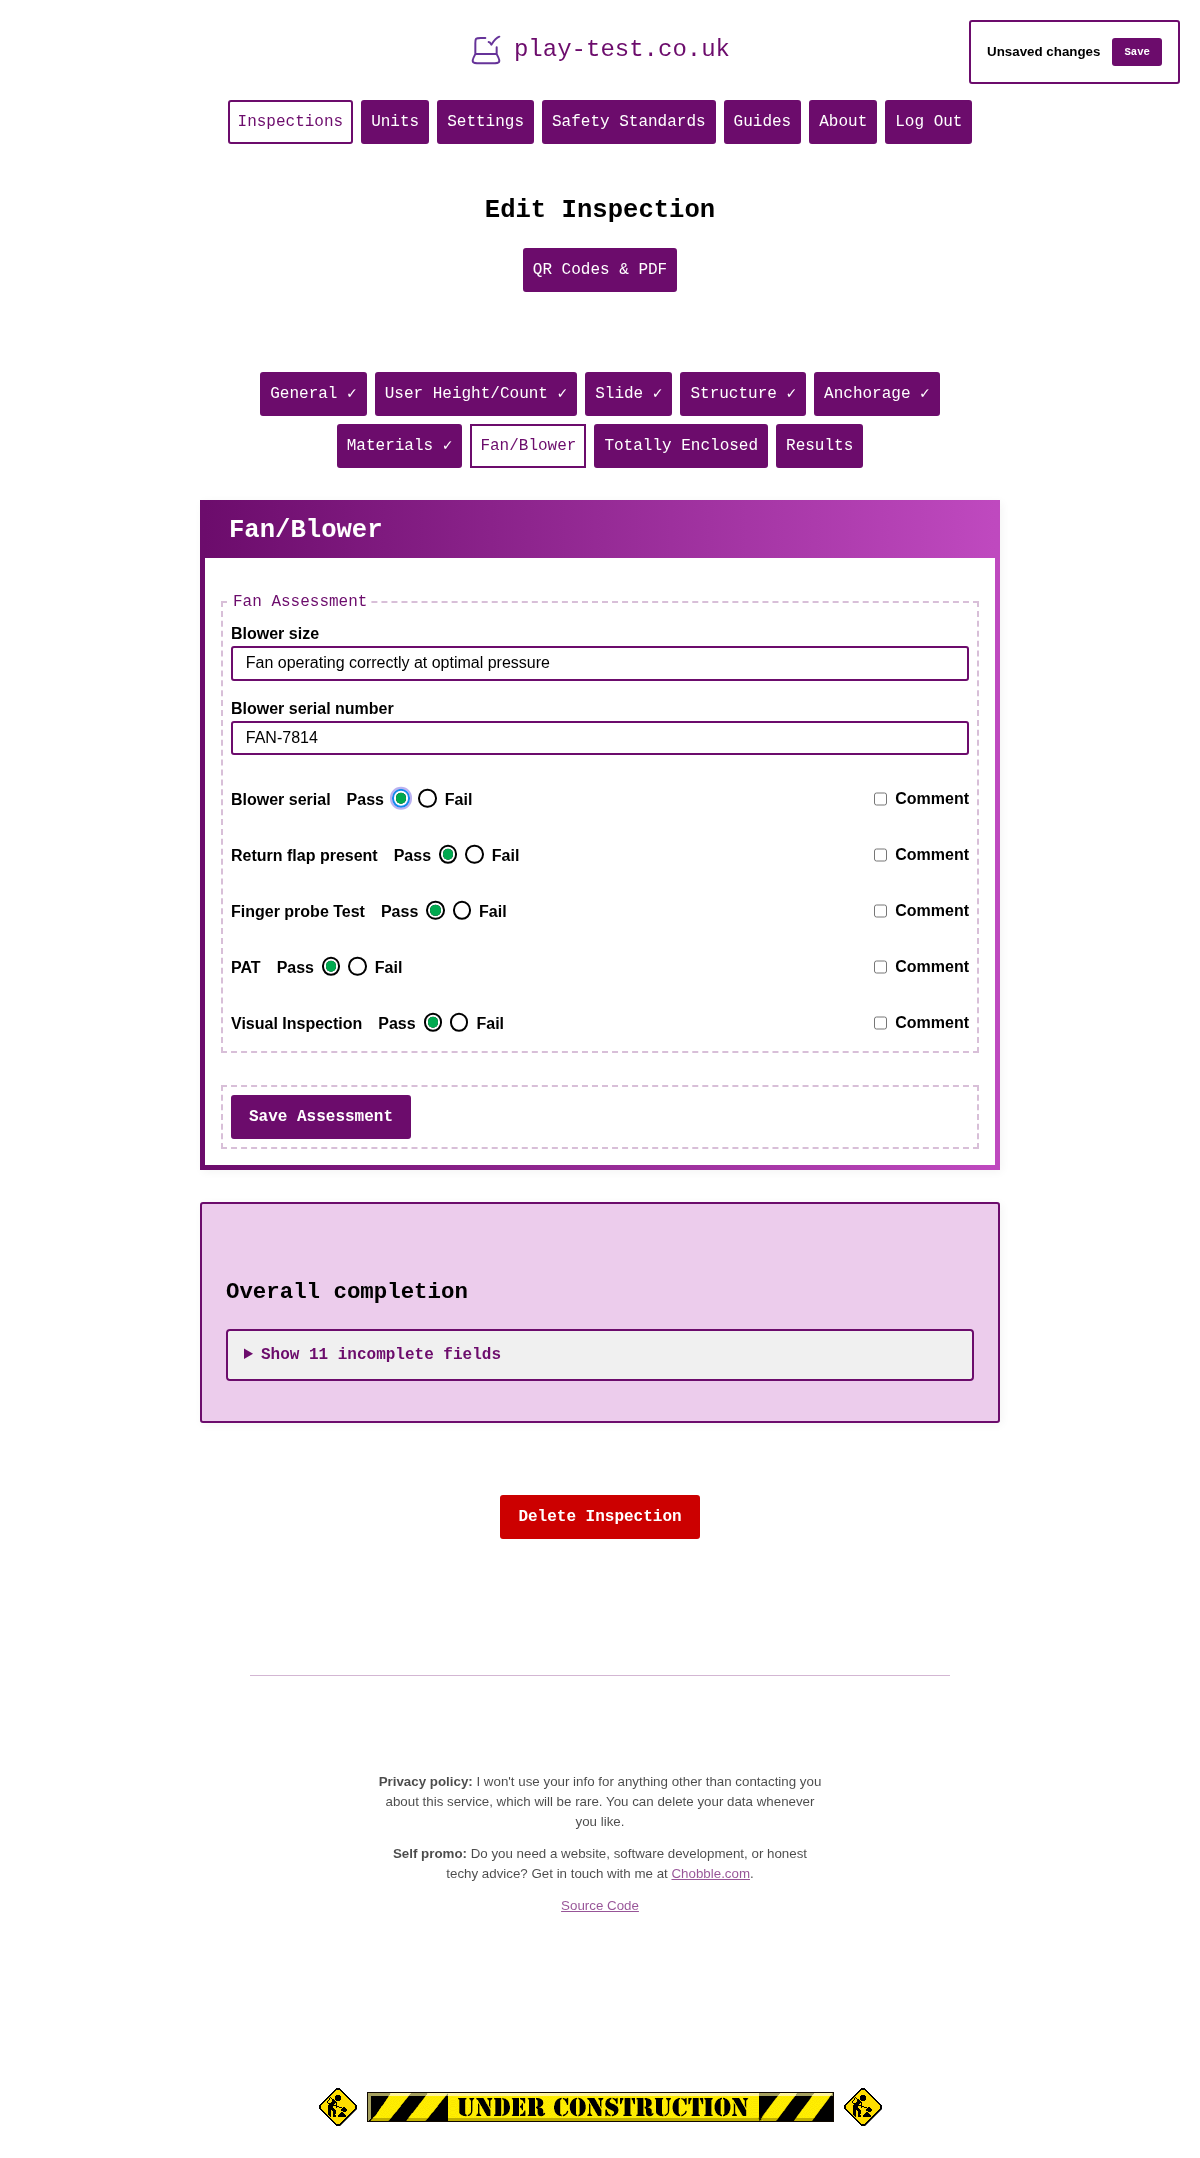 play-test.co.uk
Unsaved changes Save
Inspections Units Settings Safety Standards Guides About Log Out
Edit Inspection
QR Codes & PDF
General ✓ User Height/Count ✓ Slide ✓ Structure ✓ Anchorage ✓
Materials ✓ Fan/Blower Totally Enclosed Results
Fan/Blower
Fan Assessment
Blower size
Fan operating correctly at optimal pressure
Blower serial number
FAN-7814
Blower serial Pass Fail Comment
Return flap present Pass Fail Comment
Finger probe Test Pass Fail Comment
PAT Pass Fail Comment
Visual Inspection Pass Fail Comment
Save Assessment
Overall completion
Show 11 incomplete fields
Delete Inspection
Privacy policy: I won't use your info for anything other than contacting you
about this service, which will be rare. You can delete your data whenever
you like.
Self promo: Do you need a website, software development, or honest
techy advice? Get in touch with me at Chobble.com.
Source Code
UNDER CONSTRUCTION